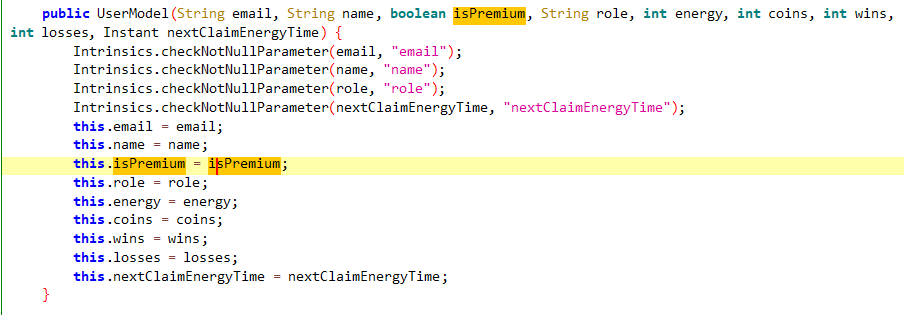 public UserModel(String email, String name, boolean isPremium, String role, int energy, int coins, int wins,
int losses, Instant nextClaimEnergyTime) {
Intrinsics.checkNotNullParameter(email, "email");
Intrinsics.checkNotNullParameter(name, "name");
Intrinsics.checkNotNullParameter(role, "role");
Intrinsics.checkNotNullParameter(nextClaimEnergyTime, "nextClaimEnergyTime");
this.email = email;
this.name = name;
this.isPremium = isPremium;
this.role = role;
this.energy = energy;
this.coins = coins;
this.wins = wins;
this.losses = losses;
this.nextClaimEnergyTime = nextClaimEnergyTime;
}